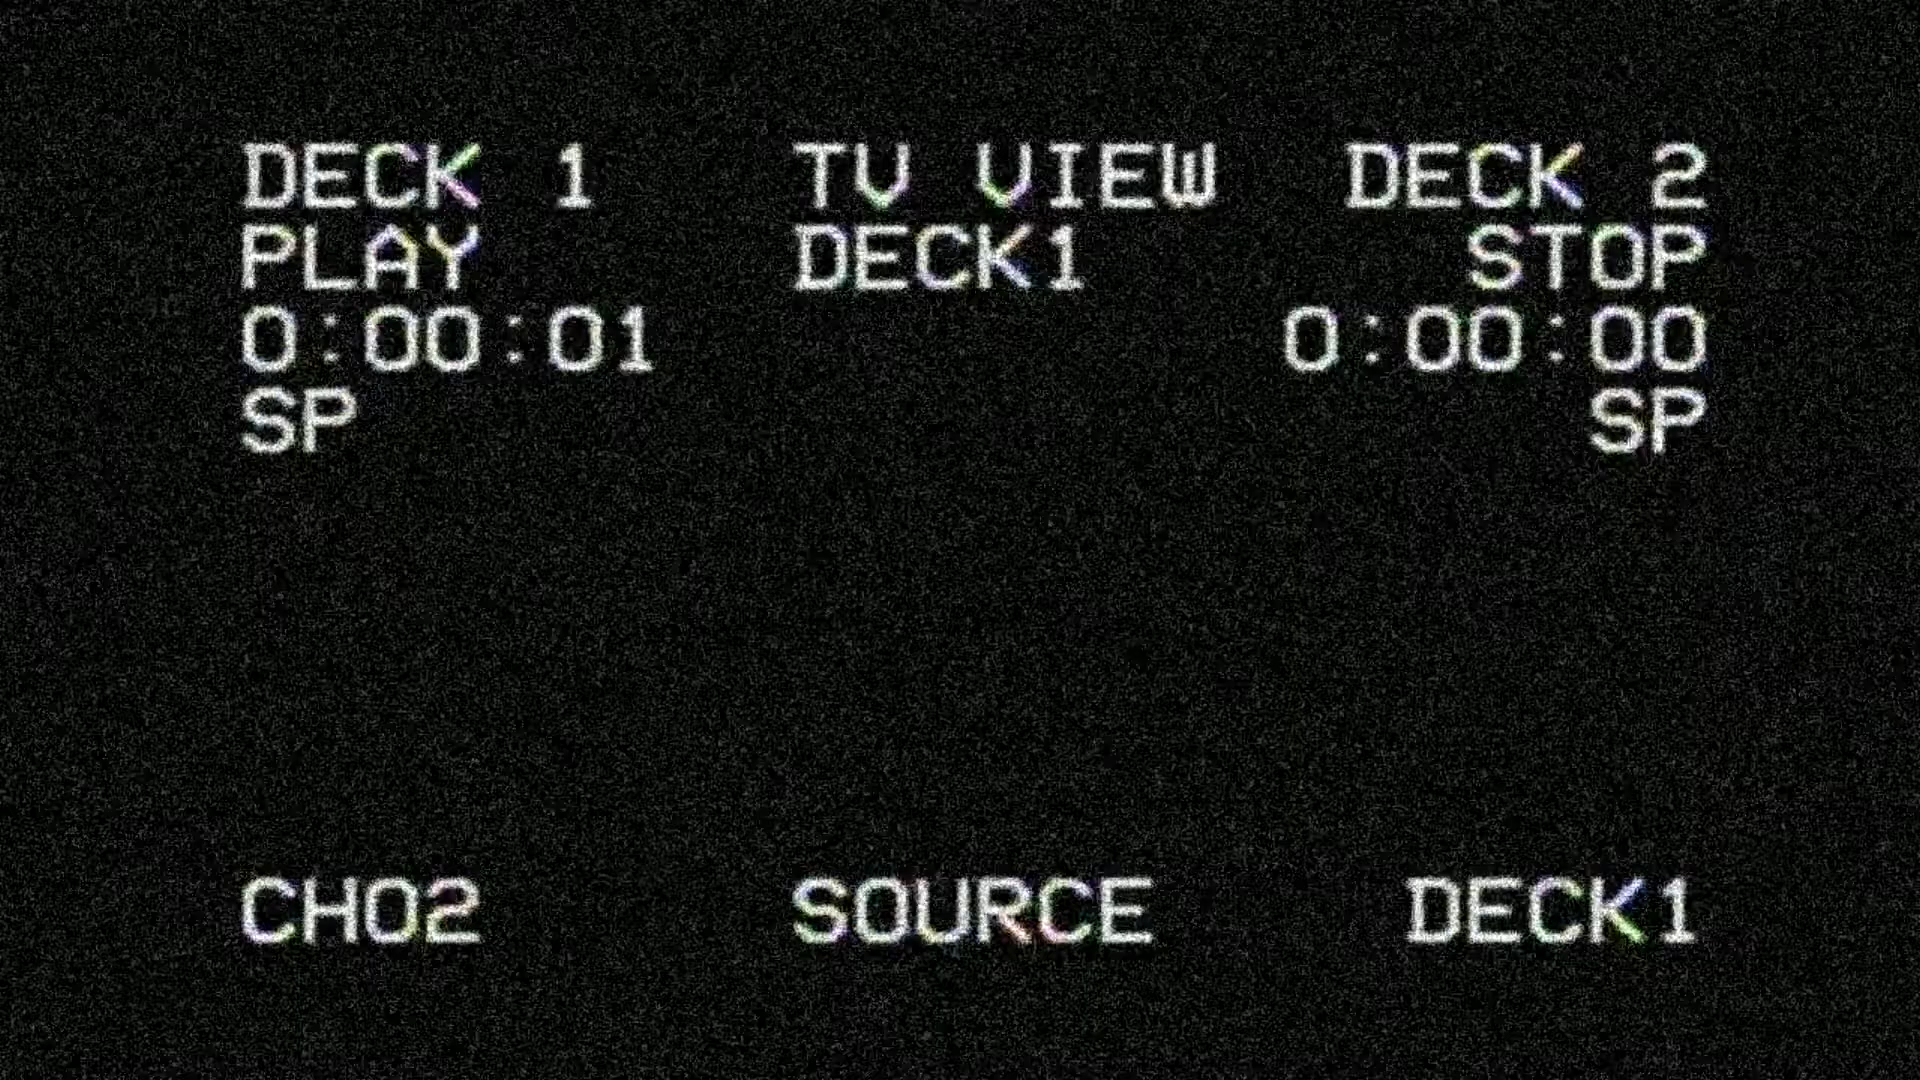 DECK 1 TV VIEW DECK 2
PLAY DECK1 STOP
0:00:01 0:00:00
SP SP
CH02 SOURCE DECK1